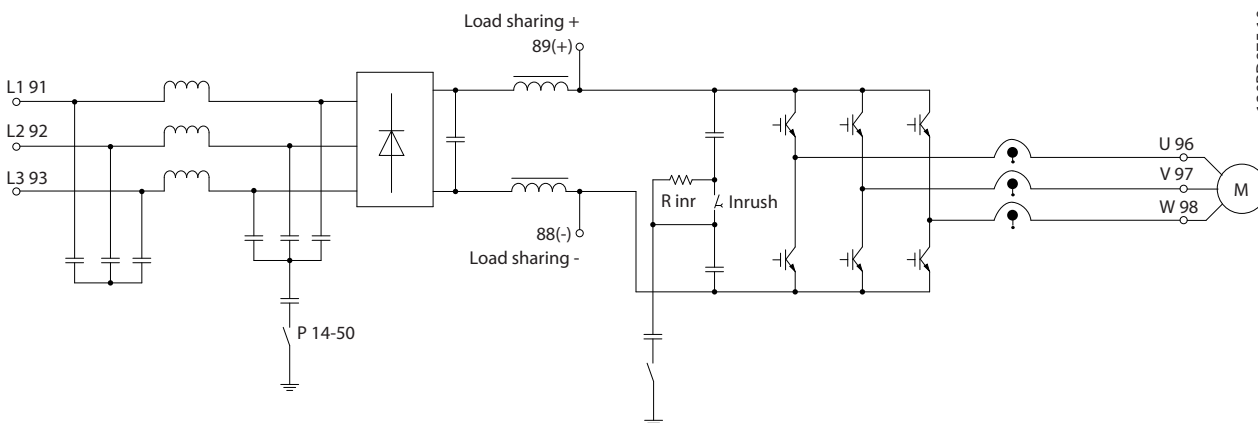 Load sharing +
89(+)
L1 91
L2 92
L3 93
R inr
Inrush
88(-)
Load sharing -
P 14-50
U 96
V 97
W 98
M